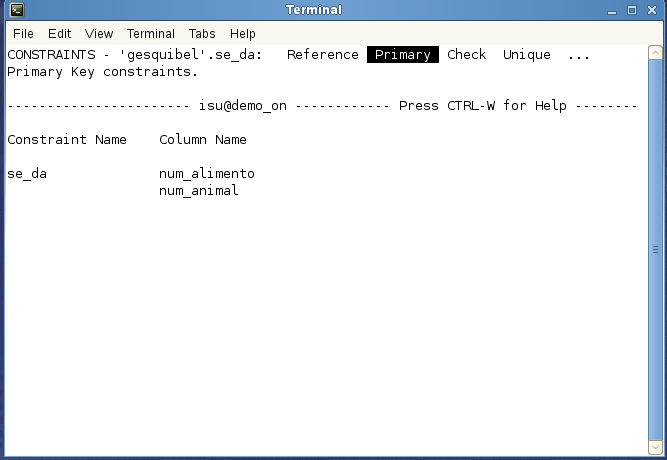 Terminal
File Edit View Terminal Tabs Help
CONSTRAINTS - 'gesquibel'.se_da: Reference Primary Check Unique ...
Primary Key constraints.
----------------------- isu@demo_on ------------ Press CTRL-W for Help --------
Constraint Name Column Name
se_da num_alimento
num_animal